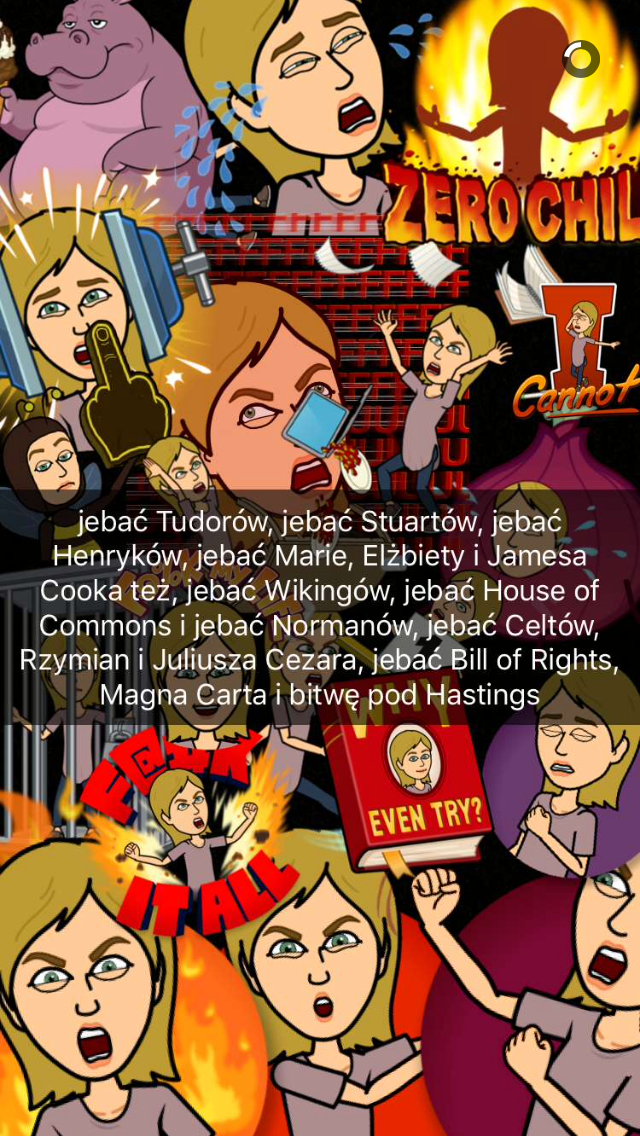 ZERO CHIL
I
Cannot
jebać Tudorów, jebać Stuartów, jebać
Henryków, jebać Marie, Elżbiety i Jamesa
Cooka też, jebać Wikingów, jebać House of
Commons i jebać Normanów, jebać Celtów,
Rzymian i Juliusza Cezara, jebać Bill of Rights,
Magna Carta i bitwę pod Hastings
WHY
EVEN TRY?
IT ALL